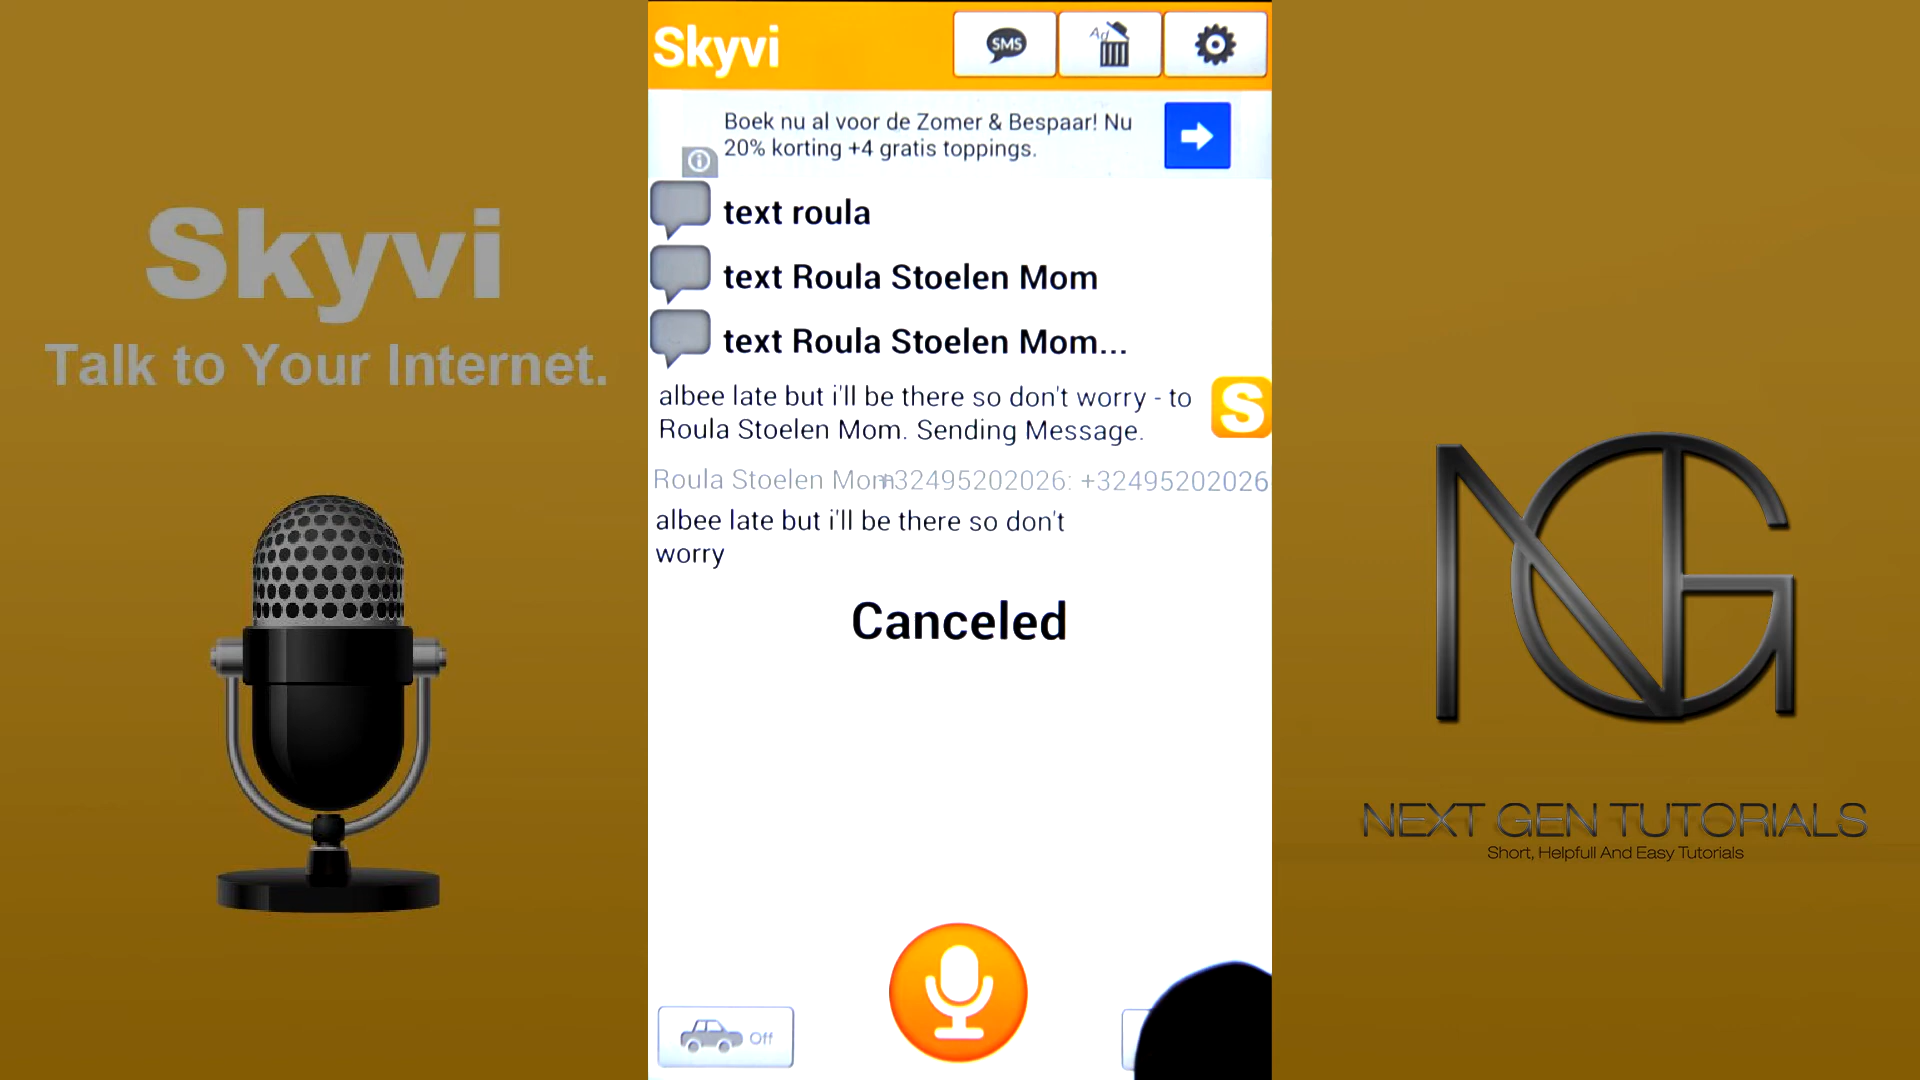 Skyvi
SMS
Ad
Boek nu al voor de Zomer & Bespaar! Nu
20% korting +4 gratis toppings.
text roula
text Roula Stoelen Mom
text Roula Stoelen Mom...
albee late but i'll be there so don't worry - to
Roula Stoelen Mom. Sending Message.
S
Roula Stoelen Mom +32495202026: +32495202026
albee late but i'll be there so don't
worry
Canceled
Off
Skyvi
Talk to Your Internet.
NG
NEXT GEN TUTORIALS
Short, Helpfull And Easy Tutorials